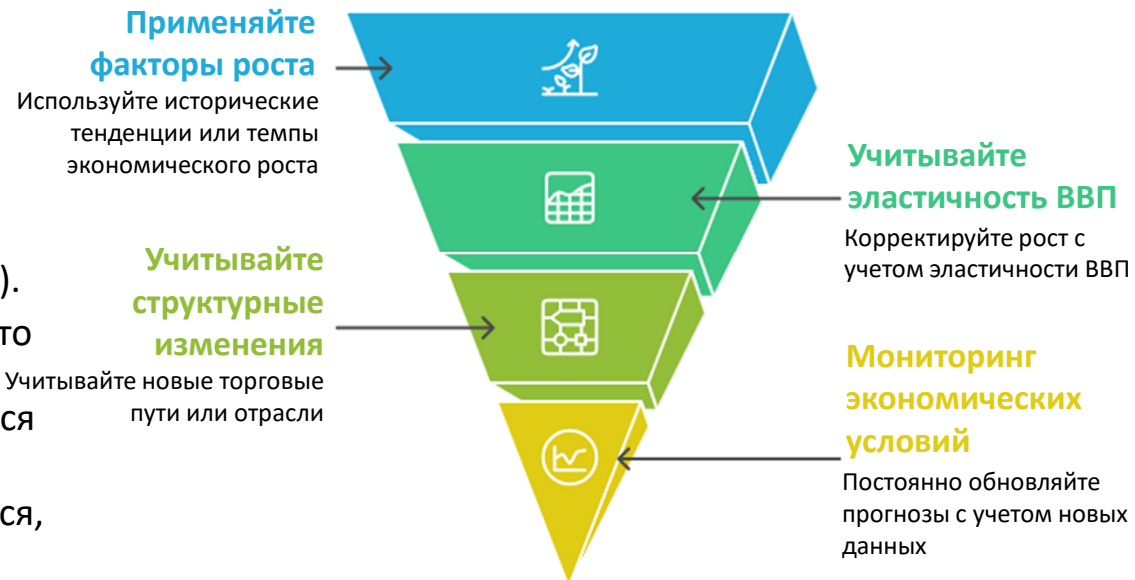 Применяйте
факторы роста
Используйте исторические
тенденции или темпы
экономического роста
Учитывайте
эластичность ВВП
Корректируйте рост с
учетом эластичности ВВП
Учитывайте
структурные
изменения
Учитывайте новые торговые
пути или отрасли
Мониторинг
экономических
условий
Постоянно обновляйте
прогнозы с учетом новых
данных
).
то
ся
ся,